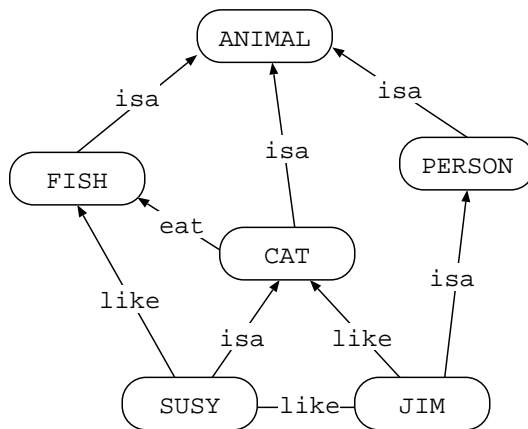 ANIMAL
isa
isa
isa
FISH
PERSON
eat
CAT
like
isa
like
isa
SUSY
like
JIM